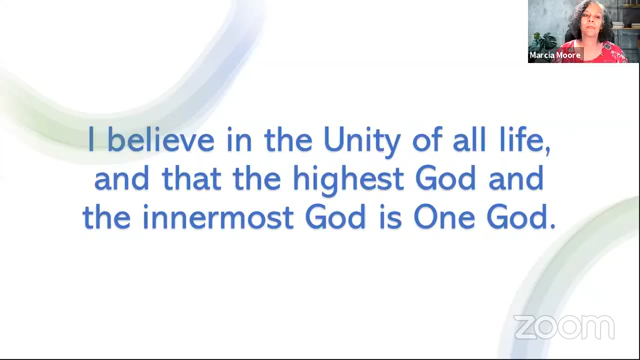 Marcia Moore
I believe in the Unity of all life,
and that the highest God and
the innermost God is One God.
zoom